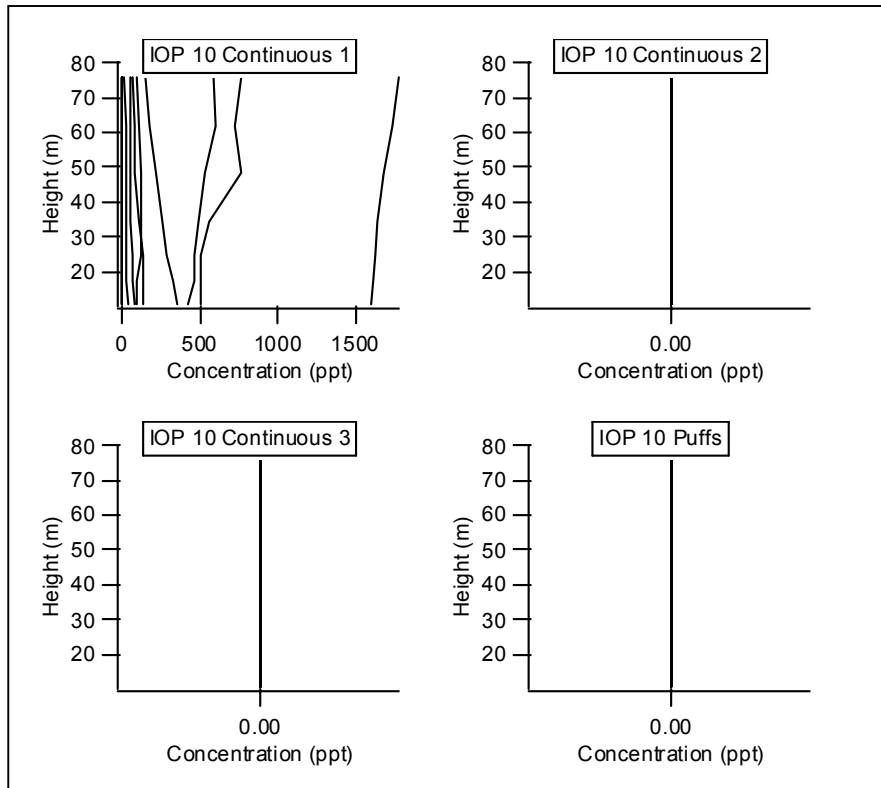 IOP 10 Continuous 1
80
70
60
50
40
30
20
Height (m)
0 500 1000 1500
Concentration (ppt)
IOP 10 Continuous 2
80
70
60
50
40
30
20
Height (m)
0.00
Concentration (ppt)
IOP 10 Continuous 3
80
70
60
50
40
30
20
Height (m)
0.00
Concentration (ppt)
IOP 10 Puffs
80
70
60
50
40
30
20
Height (m)
0.00
Concentration (ppt)